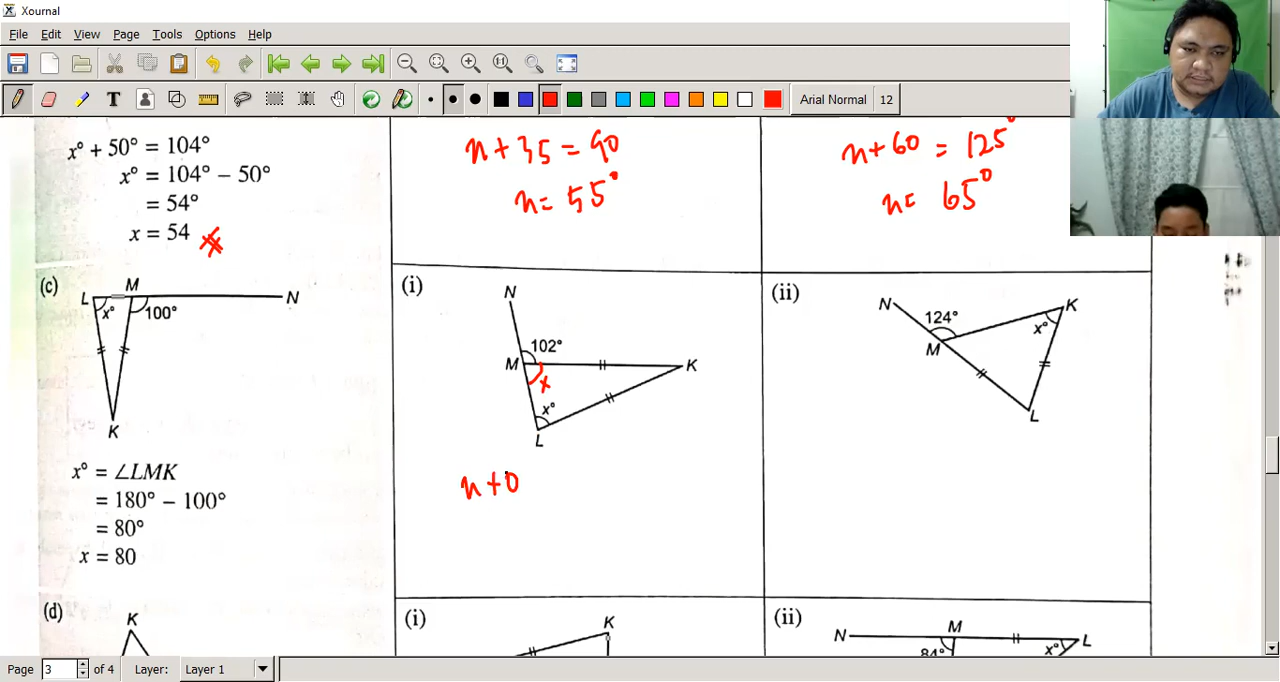 Xournal
File Edit View Page Tools Options Help
T Arial Normal 12
x° + 50° = 104°
x° = 104° − 50°
= 54°
x = 54
n + 35 = 90
n = 55°
n + 60 = 125°
n = 65°
(c)
L M N
x° 100°
K
x° = ∠LMK
= 180° − 100°
= 80°
x = 80
(i)
N
102°
M K
x
x°
L
n + 0
(ii)
N K
124°
x°
M
L
(d)
K
(i)
K
(ii)
N M L
84° x°
Page 3 of 4 Layer: Layer 1